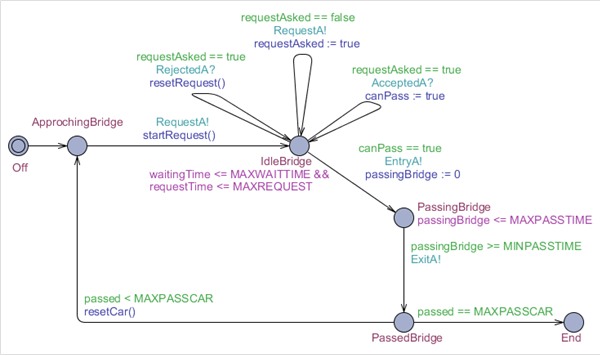 requestAsked == false
RequestA!
requestAsked := true
requestAsked == true
RejectedA?
resetRequest()
requestAsked == true
AcceptedA?
canPass := true
ApprochingBridge
RequestA!
startRequest()
Off
IdleBridge
waitingTime <= MAXWAITTIME &&
requestTime <= MAXREQUEST
canPass == true
EntryA!
passingBridge := 0
PassingBridge
passingBridge <= MAXPASSTIME
passingBridge >= MINPASSTIME
ExitA!
passed < MAXPASSCAR
resetCar()
passed == MAXPASSCAR
PassedBridge
End